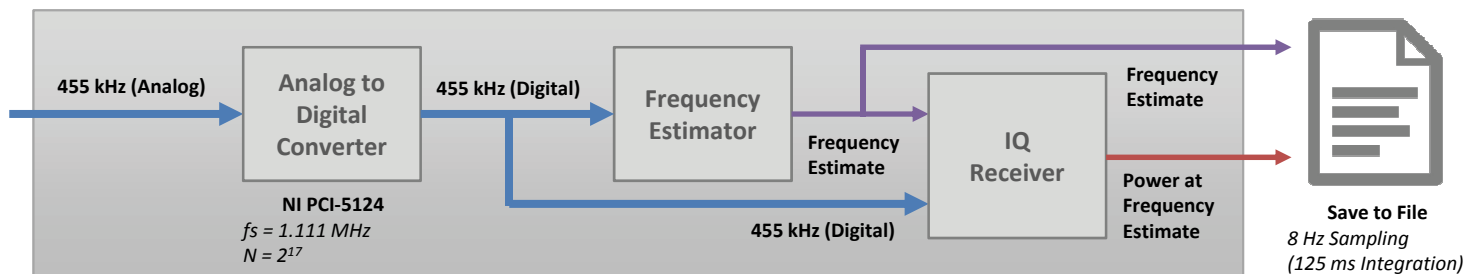 455 kHz (Analog)
Analog to
Digital
Converter
NI PCI-5124
fs = 1.111 MHz
N = 2¹⁷
455 kHz (Digital)
Frequency
Estimator
Frequency
Estimate
455 kHz (Digital)
IQ
Receiver
Frequency
Estimate
Power at
Frequency
Estimate
Save to File
8 Hz Sampling
(125 ms Integration)